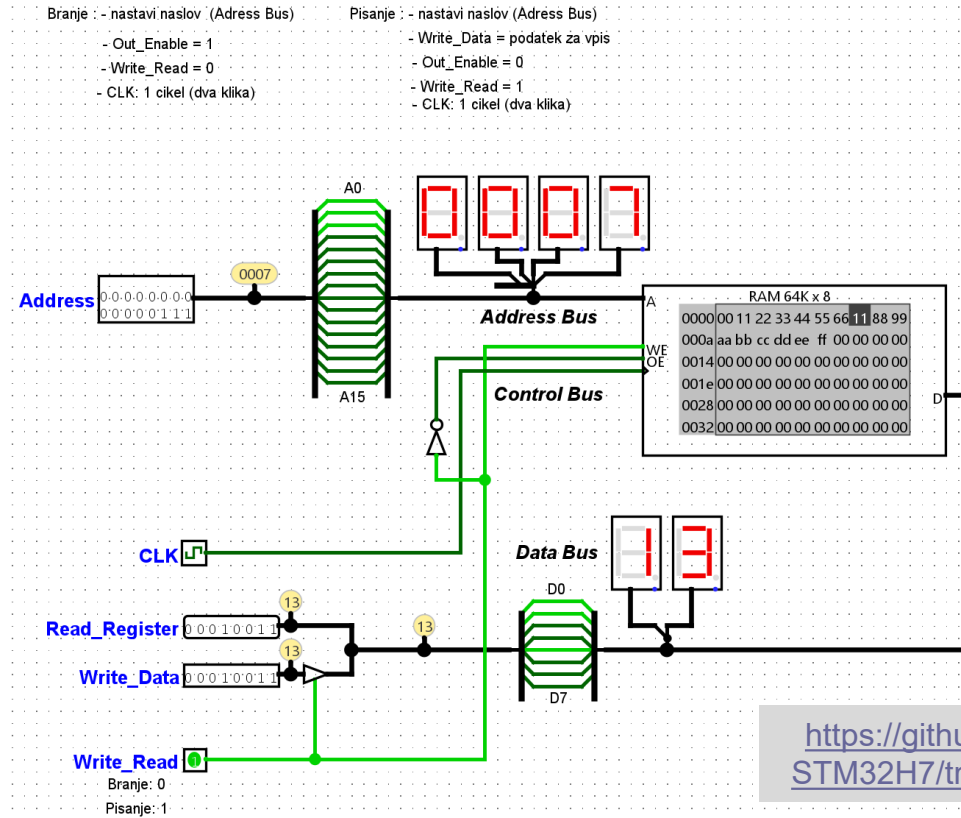 Branje : - nastavi naslov (Adress Bus)
- Out_Enable = 1
- Write_Read = 0
- CLK: 1 cikel (dva klika)
Pisanje : - nastavi naslov (Adress Bus)
- Write_Data = podatek za vpis
- Out_Enable = 0
- Write_Read = 1
- CLK: 1 cikel (dva klika)
A0
0007
Address
0 0 0 0 0 0 0 0
0 0 0 0 0 1 1 1
A15
0 0 0 7
Address Bus
Control Bus
RAM 64K x 8
A
WE
OE
D
0000 00 11 22 33 44 55 66 11 88 99
000a aa bb cc dd ee ff 00 00 00 00
0014 00 00 00 00 00 00 00 00 00 00
001e 00 00 00 00 00 00 00 00 00 00
0028 00 00 00 00 00 00 00 00 00 00
0032 00 00 00 00 00 00 00 00 00 00
CLK
Data Bus
1 3
D0
D7
13
Read_Register 0 0 0 1 0 0 1 1
13
13
Write_Data 0 0 0 1 0 0 1 1
Write_Read 1
Branje: 0
Pisanje: 1
https://githu
STM32H7/tr